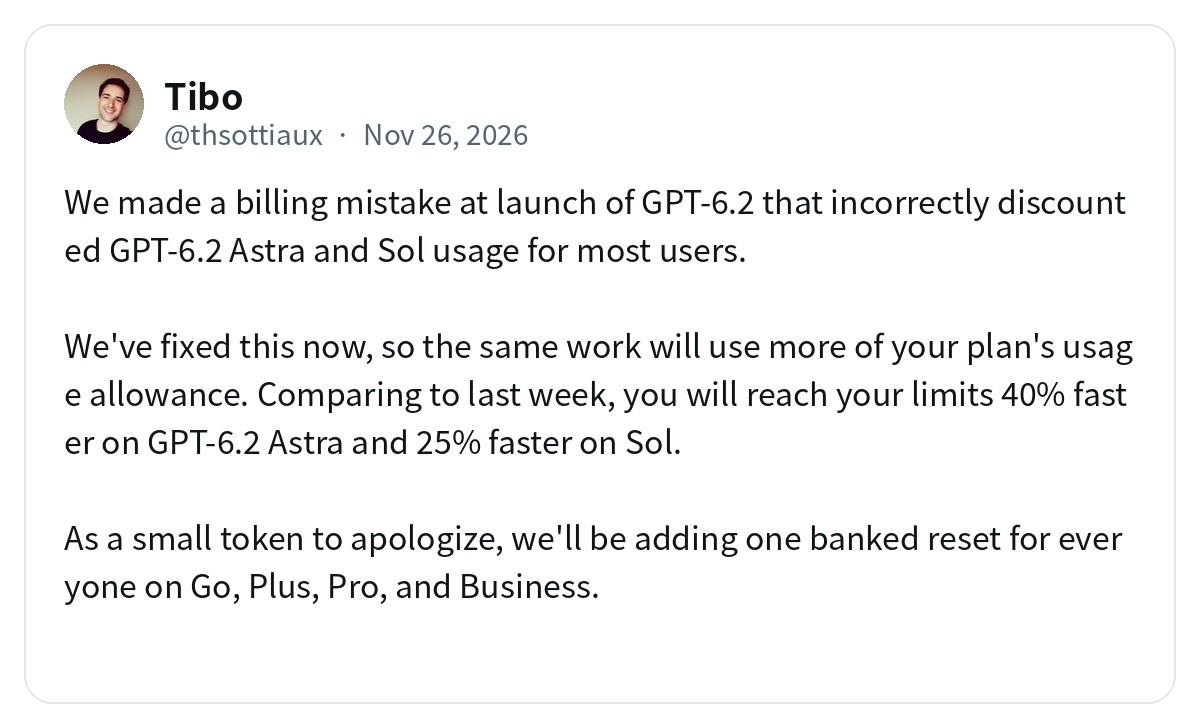 Tibo
@thsottiaux · Nov 26, 2026
We made a billing mistake at launch of GPT-6.2 that incorrectly discount
ed GPT-6.2 Astra and Sol usage for most users.
We've fixed this now, so the same work will use more of your plan's usag
e allowance. Comparing to last week, you will reach your limits 40% fast
er on GPT-6.2 Astra and 25% faster on Sol.
As a small token to apologize, we'll be adding one banked reset for ever
yone on Go, Plus, Pro, and Business.